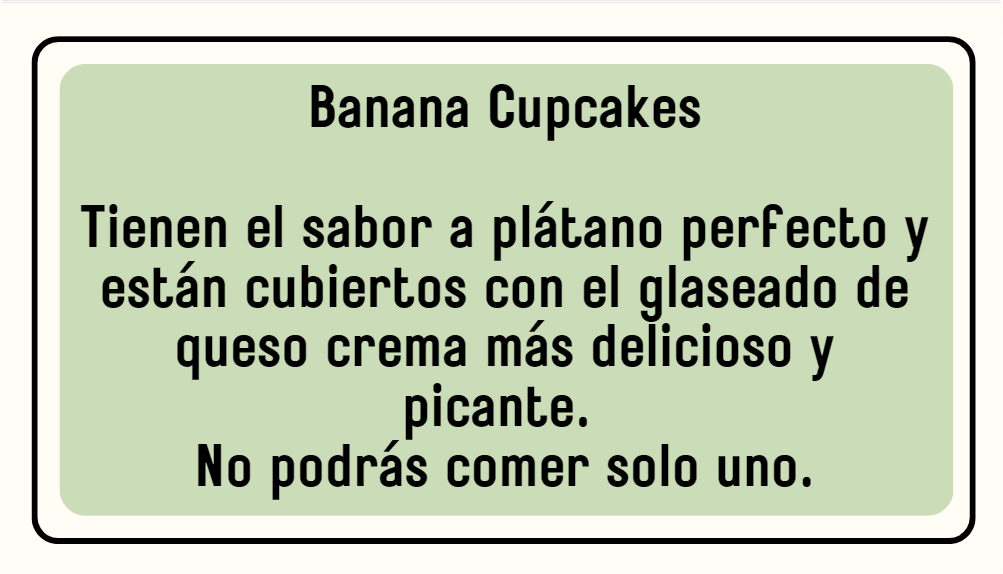 Banana Cupcakes
Tienen el sabor a plátano perfecto y
están cubiertos con el glaseado de
queso crema más delicioso y
picante.
No podrás comer solo uno.